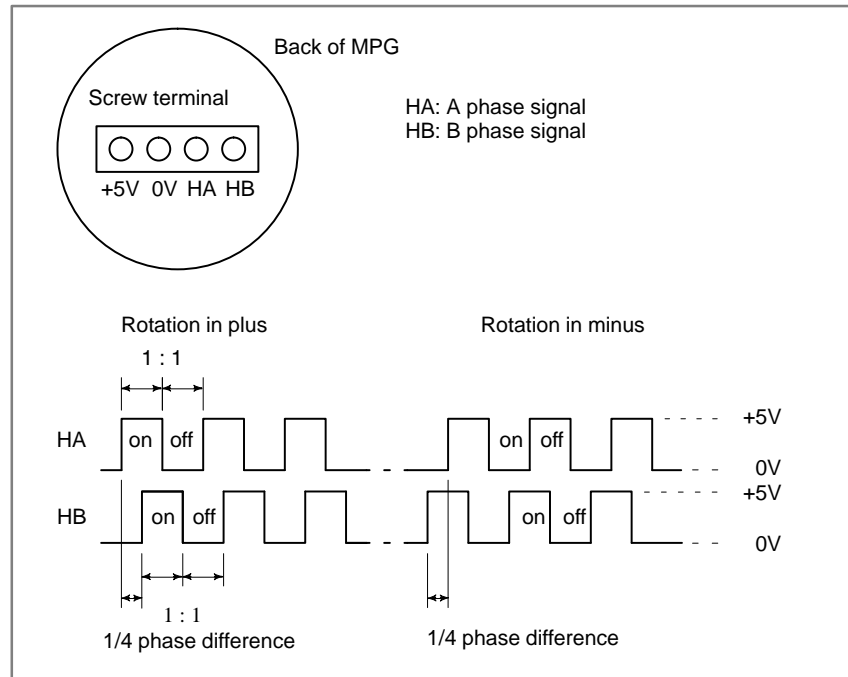 Back of MPG
Screw terminal
+5V 0V HA HB
HA: A phase signal
HB: B phase signal
Rotation in plus
Rotation in minus
1 : 1
HA
on off
on off
+5V
0V
HB
on off
on off
+5V
0V
1 : 1
1/4 phase difference
1/4 phase difference